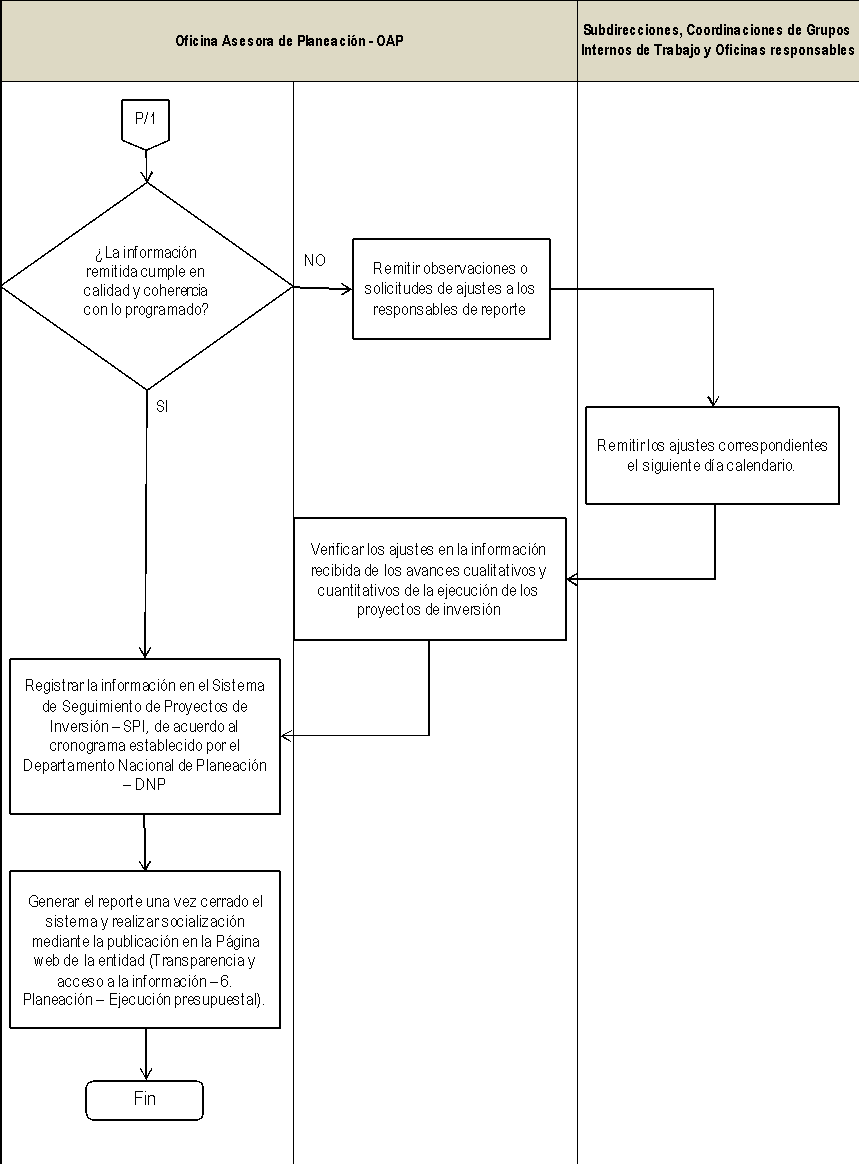 Oficina Asesora de Planeación - OAP
Subdirecciones, Coordinaciones de Grupos
Internos de Trabajo y Oficinas responsables
P/1
¿La información
remitida cumple en
calidad y coherencia
con lo programado?
NO
Remitir observaciones o
solicitudes de ajustes a los
responsables de reporte
SI
Remitir los ajustes correspondientes
el siguiente día calendario.
Verificar los ajustes en la información
recibida de los avances cualitativos y
cuantitativos de la ejecución de los
proyectos de inversión
Registrar la información en el Sistema
de Seguimiento de Proyectos de
Inversión – SPI, de acuerdo al
cronograma establecido por el
Departamento Nacional de Planeación
– DNP
Generar el reporte una vez cerrado el
sistema y realizar socialización
mediante la publicación en la Página
web de la entidad (Transparencia y
acceso a la información – 6.
Planeación – Ejecución presupuestal).
Fin